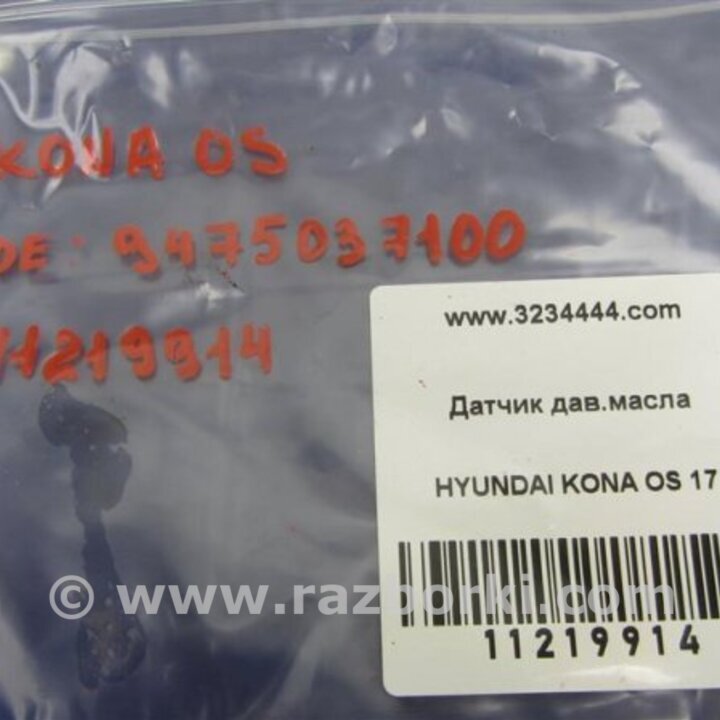 KONA OS
DE: 9475037100
11219914
www.3234444.com
Датчик дав.масла
HYUNDAI KONA OS 17
11219914
© www.razborki.com